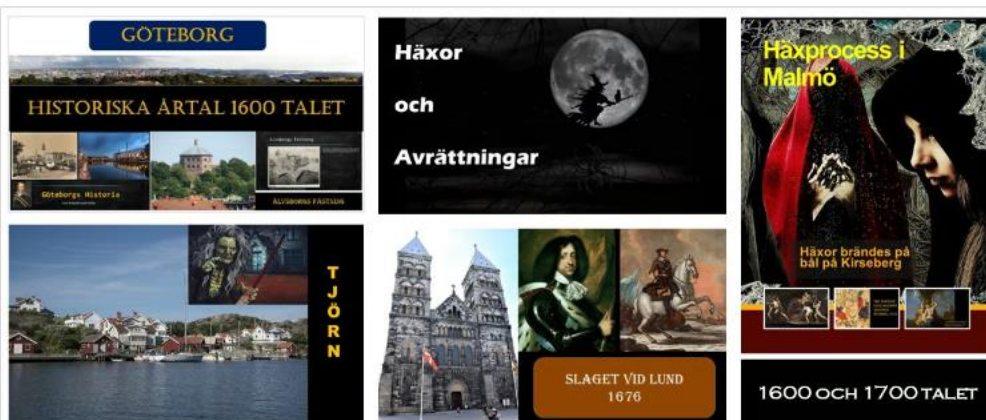 GÖTEBORG
HISTORISKA ÅRTAL 1600 TALET
Göteborgs Historia
ÄLVSBORGS FÄSTNING
Häxor
och
Avrättningar
Häxprocess i
Malmö
Häxor brändes på
bål på Kirseberg
TJÖRN
SLAGET VID LUND
1676
1600 OCH 1700 TALET